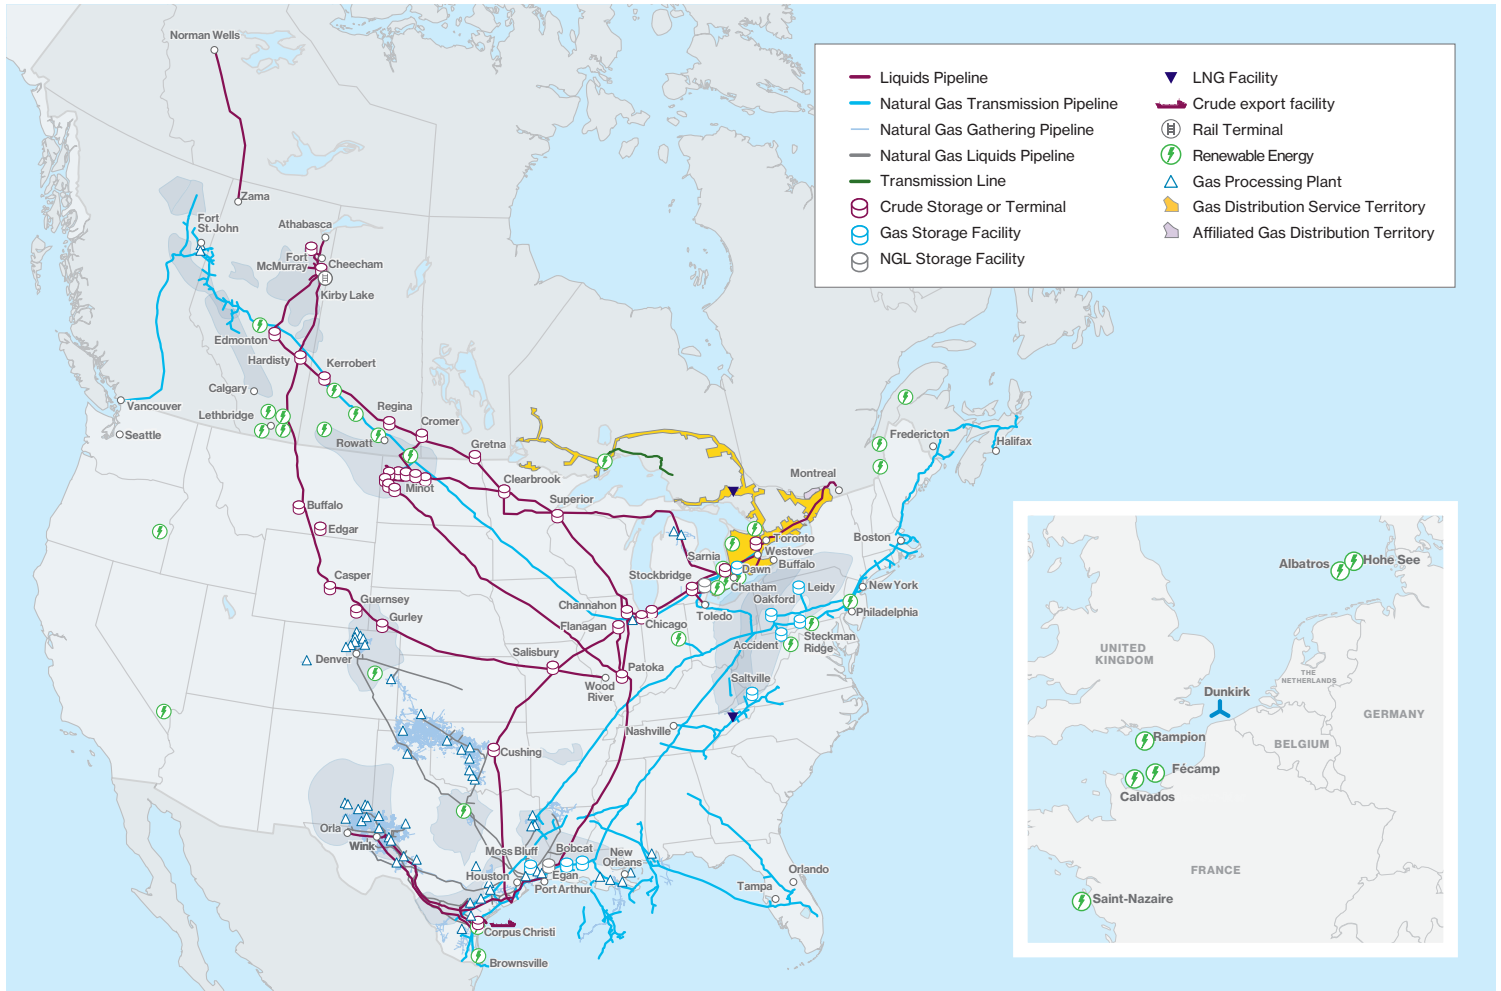 Norman Wells
Zama
Fort
St. John
Athabasca
Fort
McMurray
Cheecham
Kirby Lake
Edmonton
Hardisty
Kerrobert
Calgary
Vancouver
Lethbridge
Seattle
Regina
Rowatt
Cromer
Gretna
Minot
Clearbrook
Superior
Buffalo
Edgar
Casper
Guernsey
Gurley
Denver
Salisbury
Wood
River
Patoka
Flanagan
Channahon
Chicago
Stockbridge
Toledo
Sarnia
Dawn
Chatham
Oakford
Leidy
Accident
Steckman
Ridge
Saltville
Nashville
Cushing
Orla
Wink
Houston
Moss Bluff
Bobcat
Egan
Port Arthur
New
Orleans
Corpus Christi
Brownsville
Tampa
Orlando
Montreal
Toronto
Westover
Buffalo
Boston
New York
Philadelphia
Fredericton
Halifax
Liquids Pipeline
Natural Gas Transmission Pipeline
Natural Gas Gathering Pipeline
Natural Gas Liquids Pipeline
Transmission Line
Crude Storage or Terminal
Gas Storage Facility
NGL Storage Facility
LNG Facility
Crude export facility
Rail Terminal
Renewable Energy
Gas Processing Plant
Gas Distribution Service Territory
Affiliated Gas Distribution Territory
Albatros
Hohe See
UNITED
KINGDOM
THE
NETHERLANDS
Dunkirk
GERMANY
Rampion
BELGIUM
Fécamp
Calvados
FRANCE
Saint-Nazaire